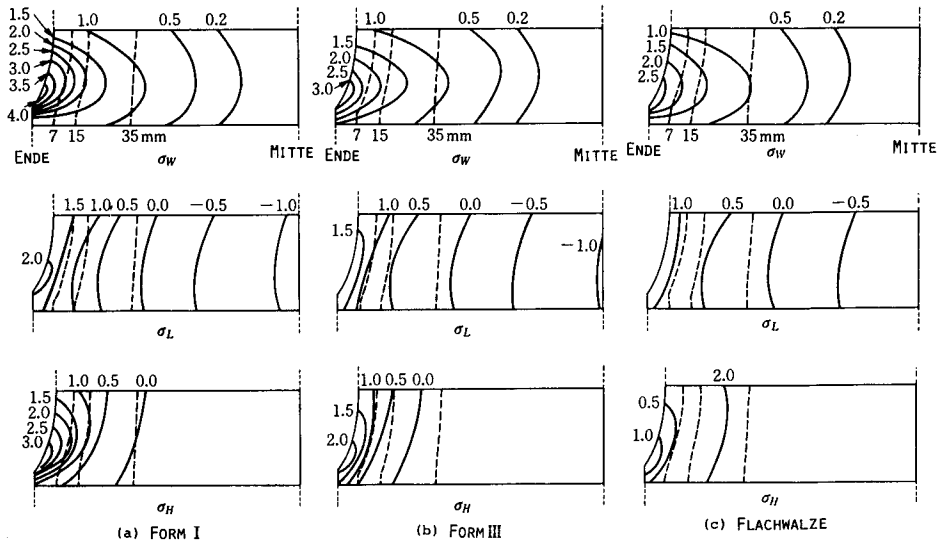 1.5 1.0 0.5 0.2
2.0
2.5
3.0
3.5
4.0
7 15 35 mm
ENDE σW MITTE
1.0 0.5 0.2
1.5
2.0
2.5
3.0
7 15 35 mm
ENDE σW MITTE
1.0 0.5 0.2
1.5
2.0
2.5
7 15 35 mm
ENDE σW MITTE
1.5 1.0 0.5 0.0 −0.5 −1.0
2.0
σL
1.0 0.5 0.0 −0.5
1.5
−1.0
σL
1.0 0.5 0.0 −0.5
σL
1.0 0.5 0.0
1.5
2.0
2.5
3.0
σH
(a) FORM I
1.0 0.5 0.0
1.5
2.0
σH
(b) FORM III
2.0
0.5
1.0
σH
(c) FLACHWALZE